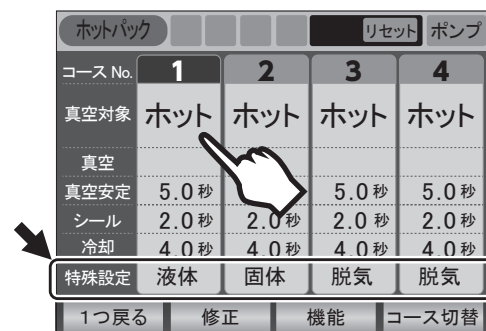 ホットパック リセット ポンプ
コース No. 1 2 3 4
真空対象 ホット ホット ホット ホット
真空
真空安定 5.0秒 5.0秒 5.0秒
シール 2.0秒 2.0秒 2.0秒 2.0秒
冷却 4.0秒 4.0秒 4.0秒 4.0秒
特殊設定 液体 固体 脱気 脱気
1つ戻る 修正 機能 コース切替